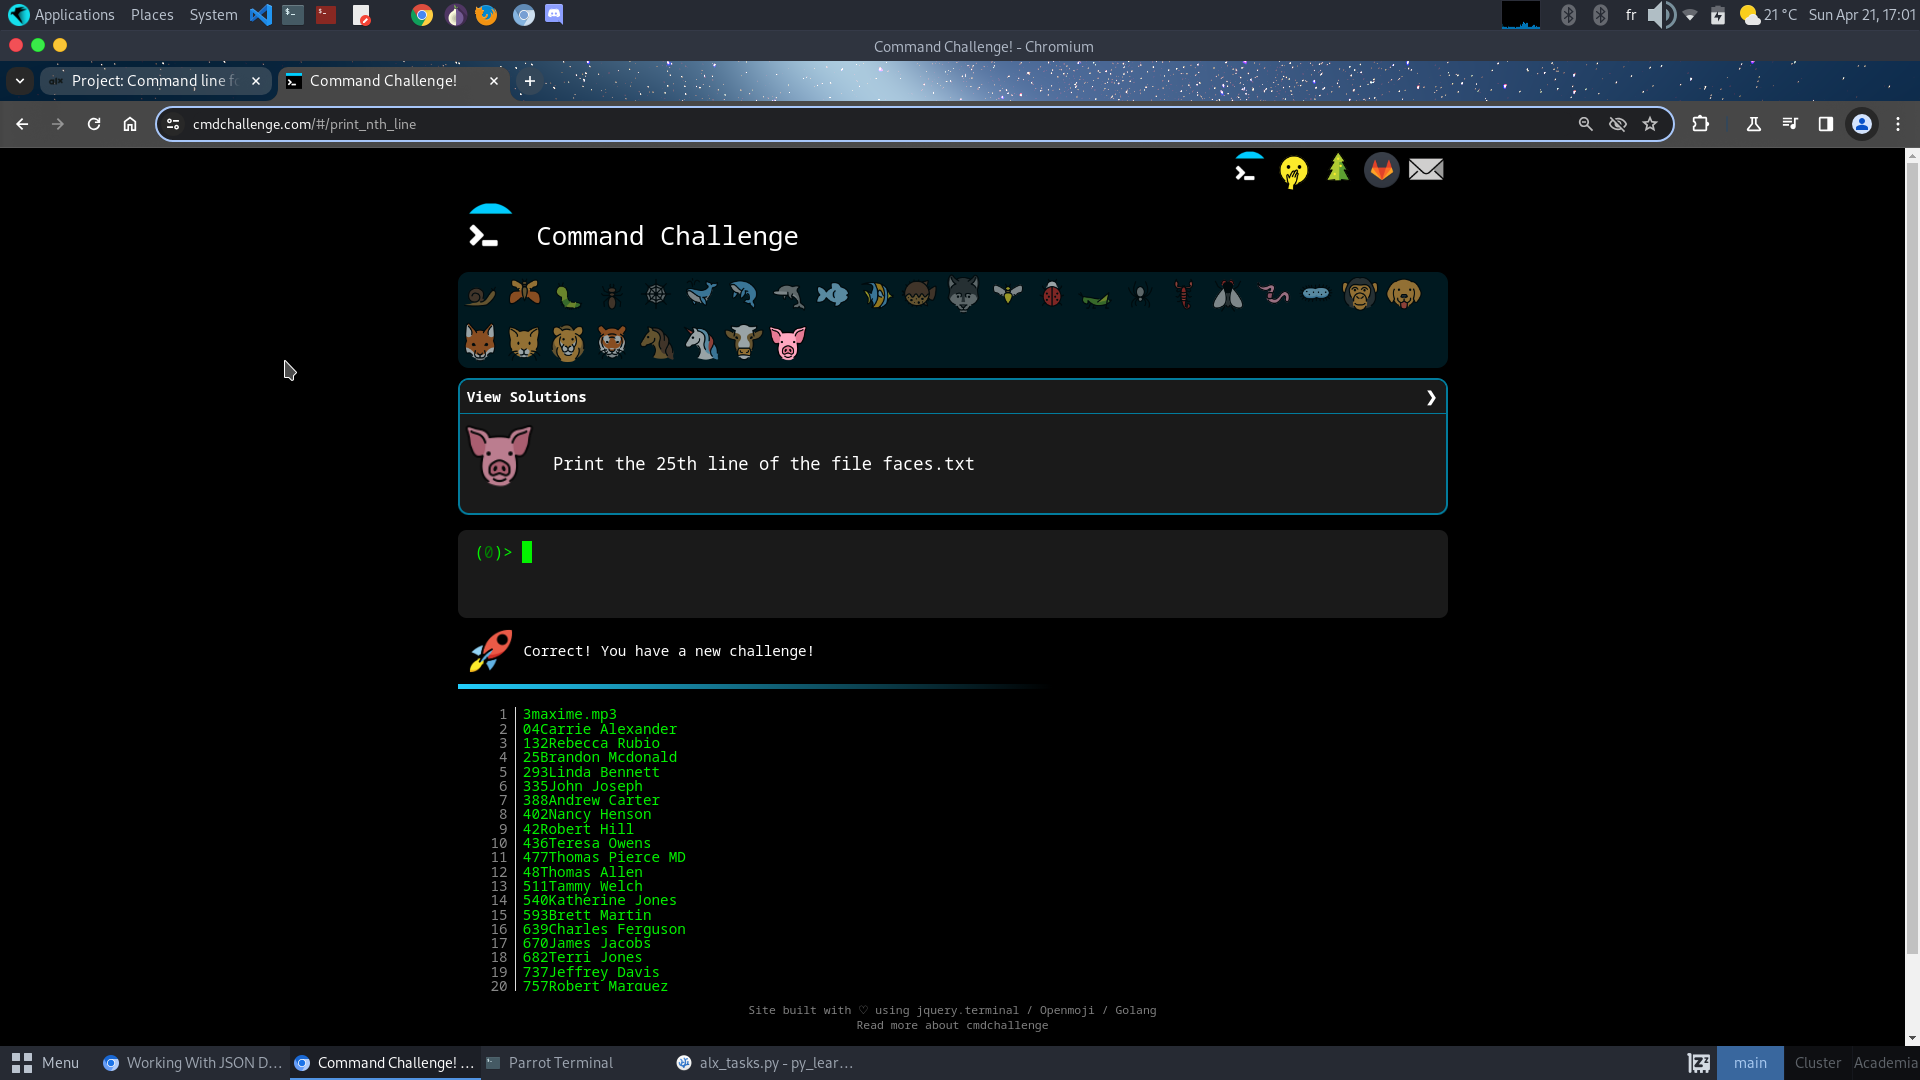 Applications Places System fr 21 °C Sun Apr 21, 17:01
Command Challenge! - Chromium
Project: Command line fo Command Challenge!
cmdchallenge.com/#/print_nth_line
Command Challenge
View Solutions
Print the 25th line of the file faces.txt
(0)>
Correct! You have a new challenge!
1 3maxime.mp3
2 04Carrie Alexander
3 132Rebecca Rubio
4 25Brandon Mcdonald
5 293Linda Bennett
6 335John Joseph
7 388Andrew Carter
8 402Nancy Henson
9 42Robert Hill
10 436Teresa Owens
11 477Thomas Pierce MD
12 48Thomas Allen
13 511Tammy Welch
14 540Katherine Jones
15 593Brett Martin
16 639Charles Ferguson
17 670James Jacobs
18 682Terri Jones
19 737Jeffrey Davis
20 757Robert Marquez
Site built with ♡ using jquery.terminal / Openmoji / Golang
Read more about cmdchallenge
Menu Working With JSON D... Command Challenge! ... Parrot Terminal alx_tasks.py - py_lear... main Cluster Academia